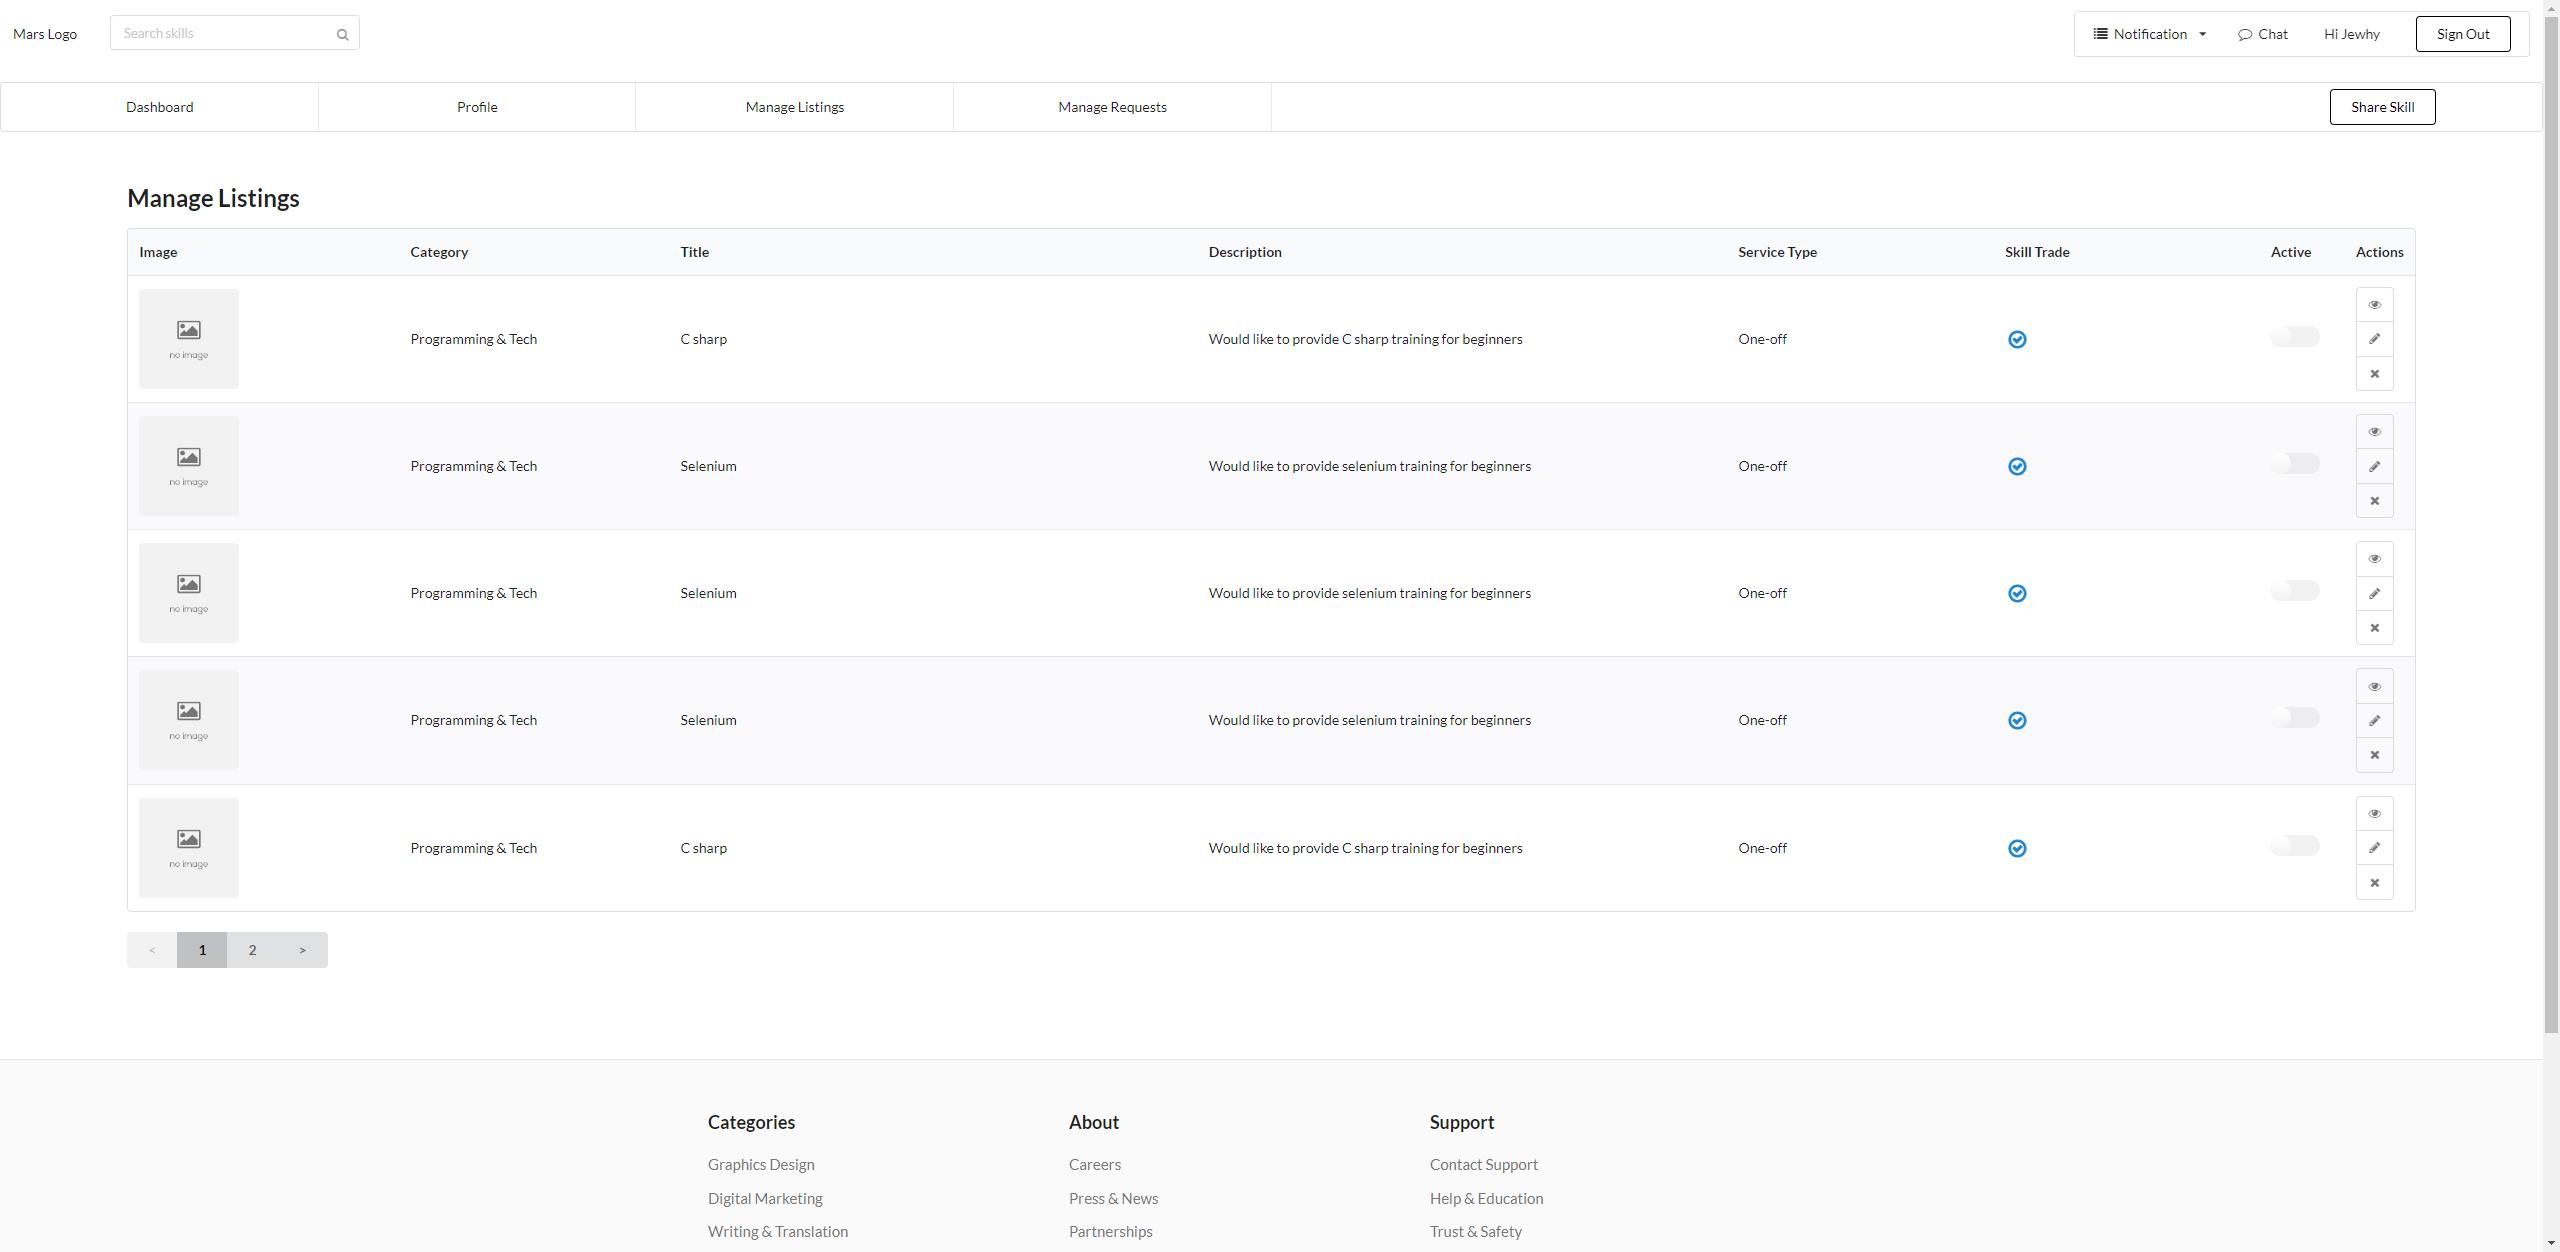 Mars Logo Search skills Notification Chat Hi Jewhy Sign Out
Dashboard Profile Manage Listings Manage Requests Share Skill
Manage Listings
Image Category Title Description Service Type Skill Trade Active Actions
no image Programming & Tech C sharp Would like to provide C sharp training for beginners One-off
no image Programming & Tech Selenium Would like to provide selenium training for beginners One-off
no image Programming & Tech Selenium Would like to provide selenium training for beginners One-off
no image Programming & Tech Selenium Would like to provide selenium training for beginners One-off
no image Programming & Tech C sharp Would like to provide C sharp training for beginners One-off
< 1 2 >
Categories About Support
Graphics Design Careers Contact Support
Digital Marketing Press & News Help & Education
Writing & Translation Partnerships Trust & Safety